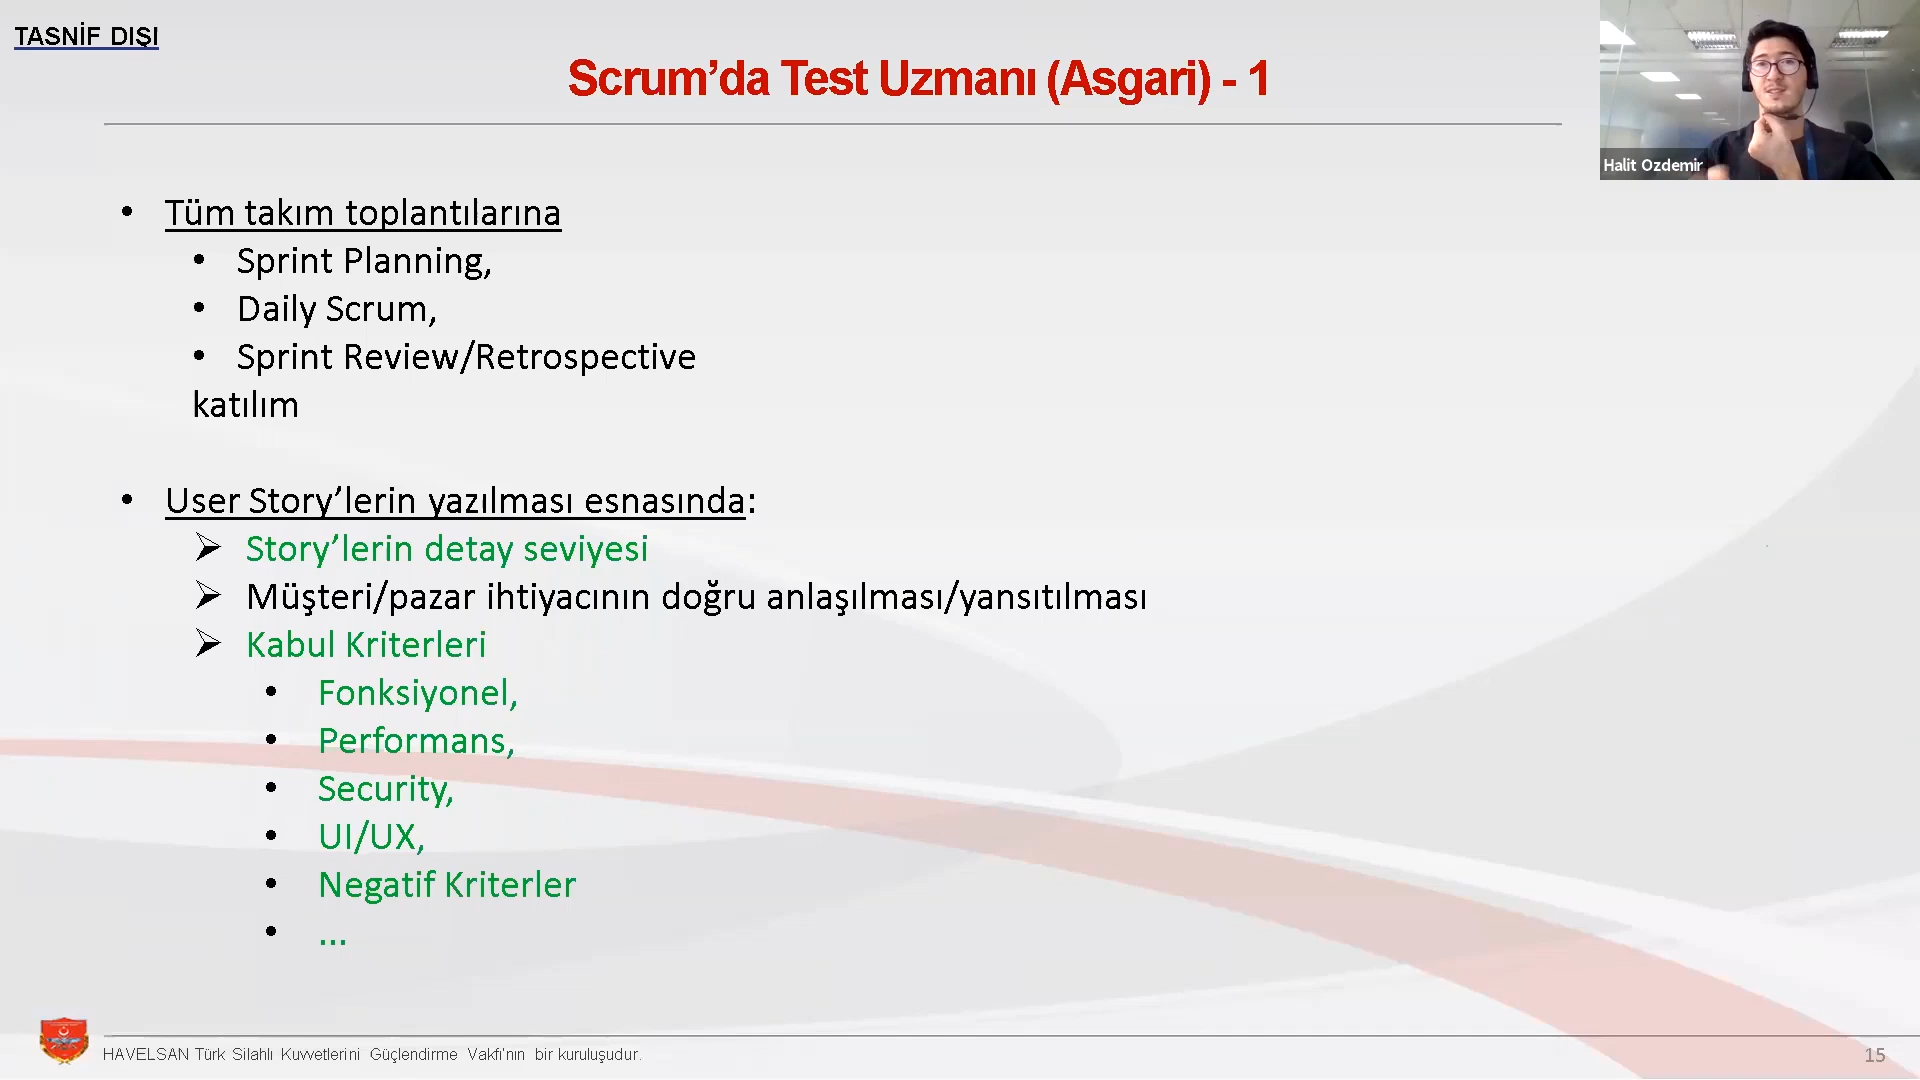 TASNİF DIŞI
Scrum’da Test Uzmanı (Asgari) - 1
Halit Ozdemir
• Tüm takım toplantılarına
• Sprint Planning,
• Daily Scrum,
• Sprint Review/Retrospective
katılım
• User Story’lerin yazılması esnasında:
➢ Story’lerin detay seviyesi
➢ Müşteri/pazar ihtiyacının doğru anlaşılması/yansıtılması
➢ Kabul Kriterleri
• Fonksiyonel,
• Performans,
• Security,
• UI/UX,
• Negatif Kriterler
• ...
HAVELSAN Türk Silahlı Kuvvetlerini Güçlendirme Vakfı’nın bir kuruluşudur.
15